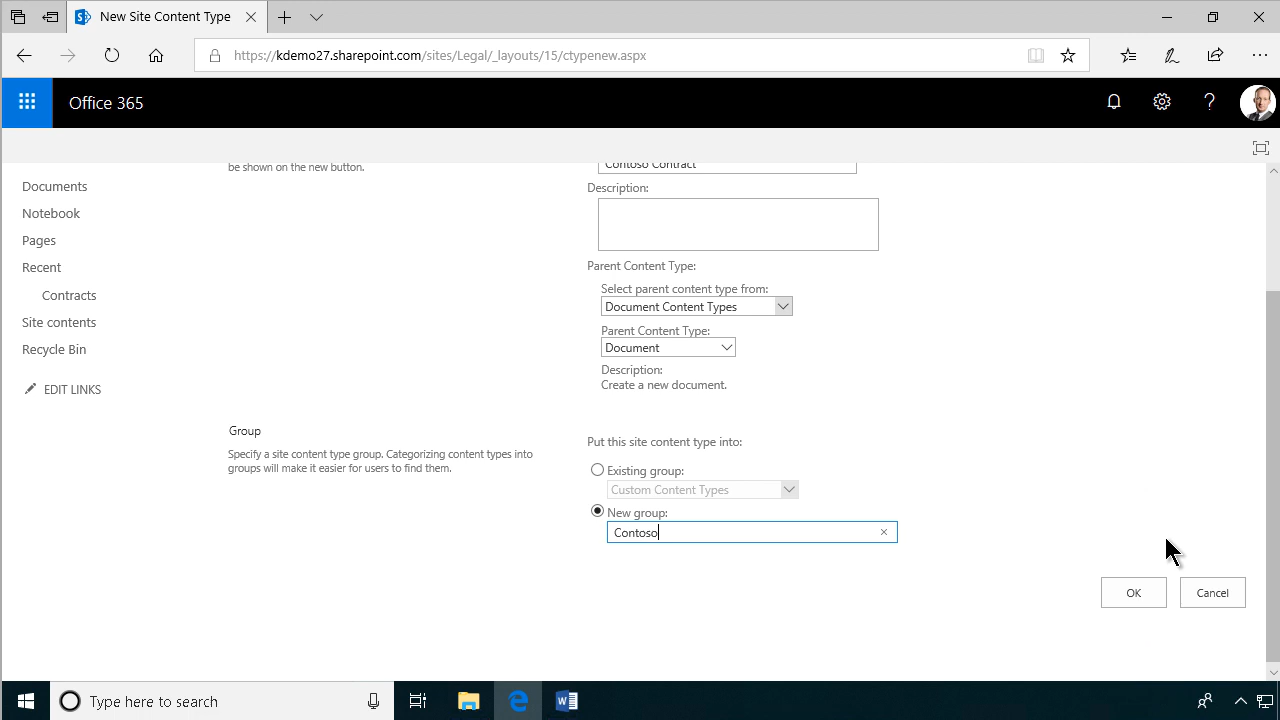 New Site Content Type
https://kdemo27.sharepoint.com/sites/Legal/_layouts/15/ctypenew.aspx
Office 365
be shown on the new button.
Contoso Contract
Documents
Description:
Notebook
Pages
Recent
Parent Content Type:
Contracts
Select parent content type from:
Document Content Types
Site contents
Parent Content Type:
Recycle Bin
Document
Description:
Create a new document.
EDIT LINKS
Group
Specify a site content type group. Categorizing content types into
groups will make it easier for users to find them.
Put this site content type into:
Existing group:
Custom Content Types
New group:
Contoso
OK
Cancel
Type here to search